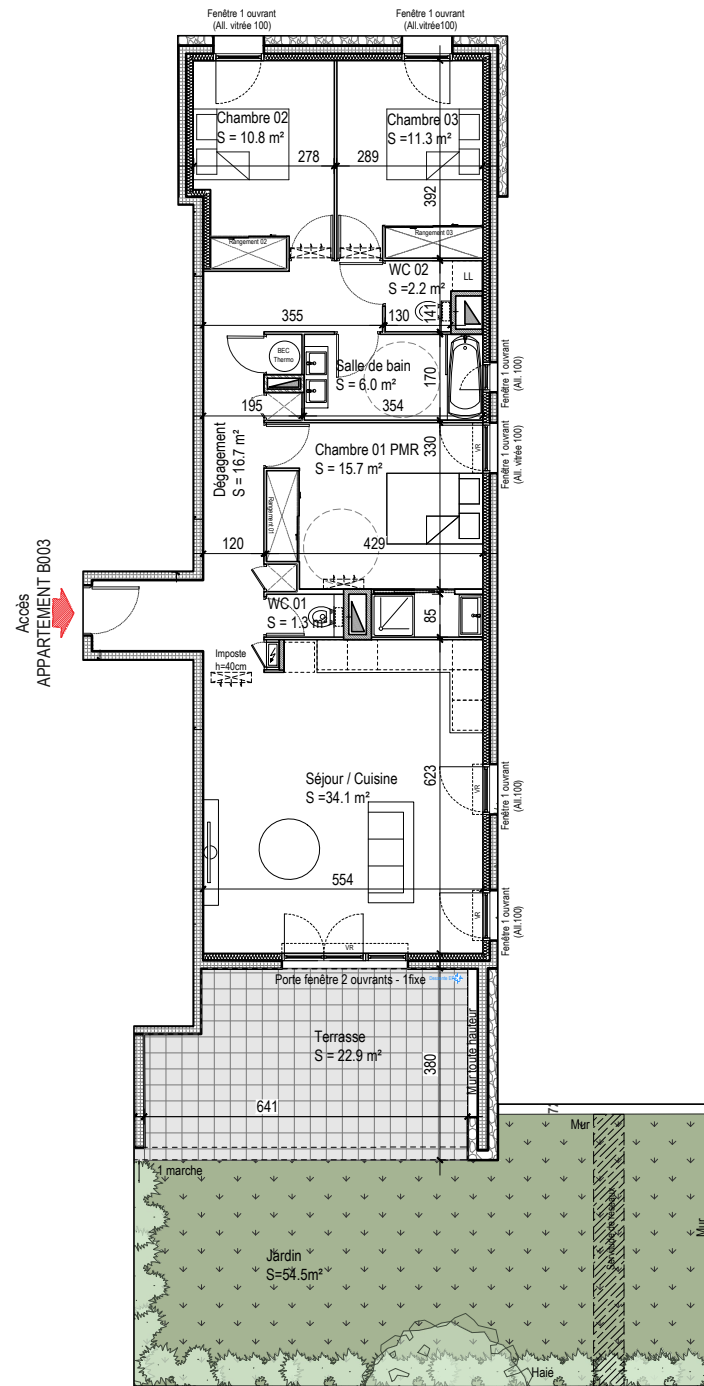 Fenêtre 1 ouvrant
(All. vitrée 100)
Fenêtre 1 ouvrant
(All.vitrée100)
Chambre 02
S = 10.8 m²
Chambre 03
S =11.3 m²
278
289
392
Rangement 02
Rangement 03
WC 02
S =2.2 m²
LL
355
130
141
BEC
Thermo
Salle de bain
S = 6.0 m²
170
Fenêtre 1 ouvrant
(All. 100)
195
354
Dégagement
S = 16.7 m²
Chambre 01 PMR
S = 15.7 m²
330
VR
Fenêtre 1 ouvrant
(All. vitrée 100)
Rangement 01
120
429
Accès
APPARTEMENT B003
WC 01
S = 1.3 m²
85
Imposte
h=40cm
Séjour / Cuisine
S =34.1 m²
623
VR
Fenêtre 1 ouvrant
(All.100)
554
VR
Fenêtre 1 ouvrant
(All.100)
VR
Porte fenêtre 2 ouvrants - 1fixe
Terrasse
S = 22.9 m²
Mur toute hauteur
380
641
Mur
1 marche
Jardin
S=54.5m²
Servitude de réseaux
Mur
Haie